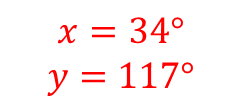 x = 34°
y = 117°